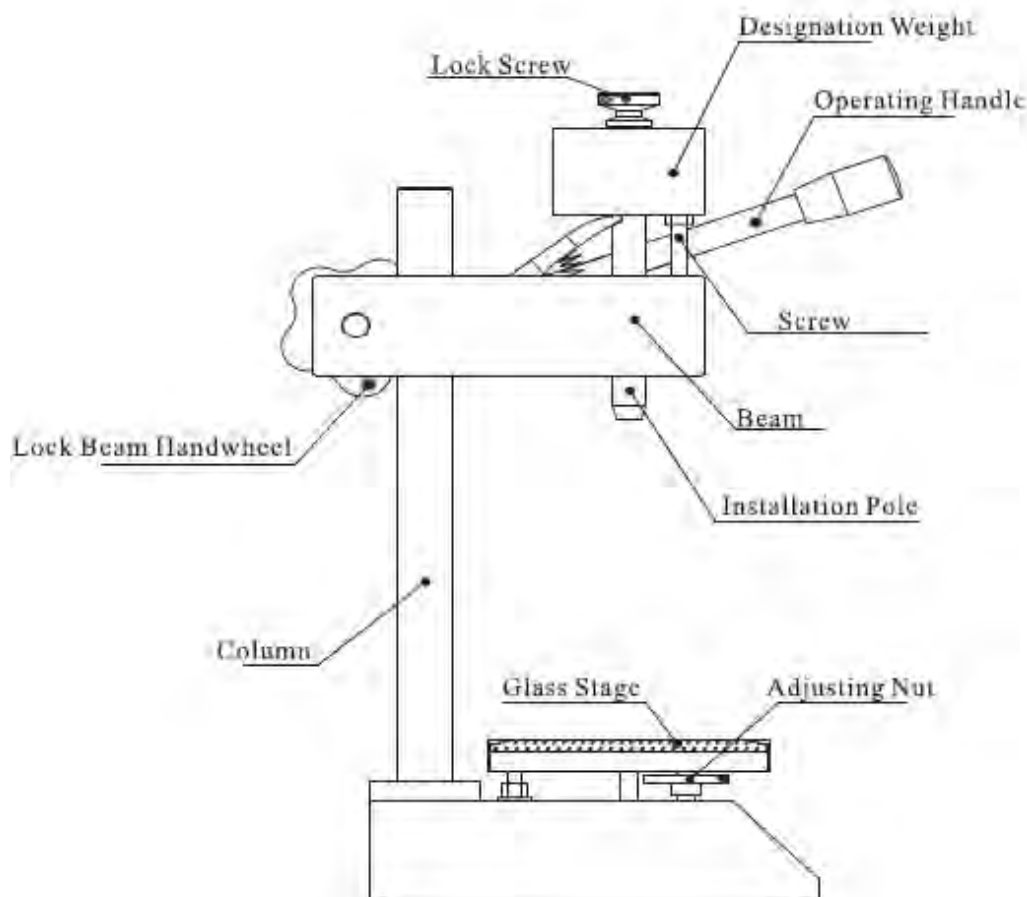 Designation Weight
Lock Screw
Operating Handle
Screw
Beam
Lock Beam Handwheel
Installation Pole
Column
Glass Stage
Adjusting Nut